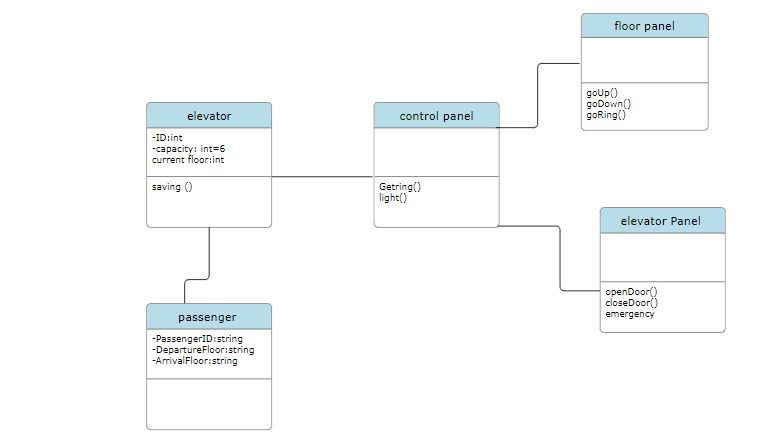 floor panel
goUp()
goDown()
goRing()
elevator
-ID:int
-capacity: int=6
current floor:int
saving ()
control panel
Getring()
light()
elevator Panel
openDoor()
closeDoor()
emergency
passenger
-PassengerID:string
-DepartureFloor:string
-ArrivalFloor:string